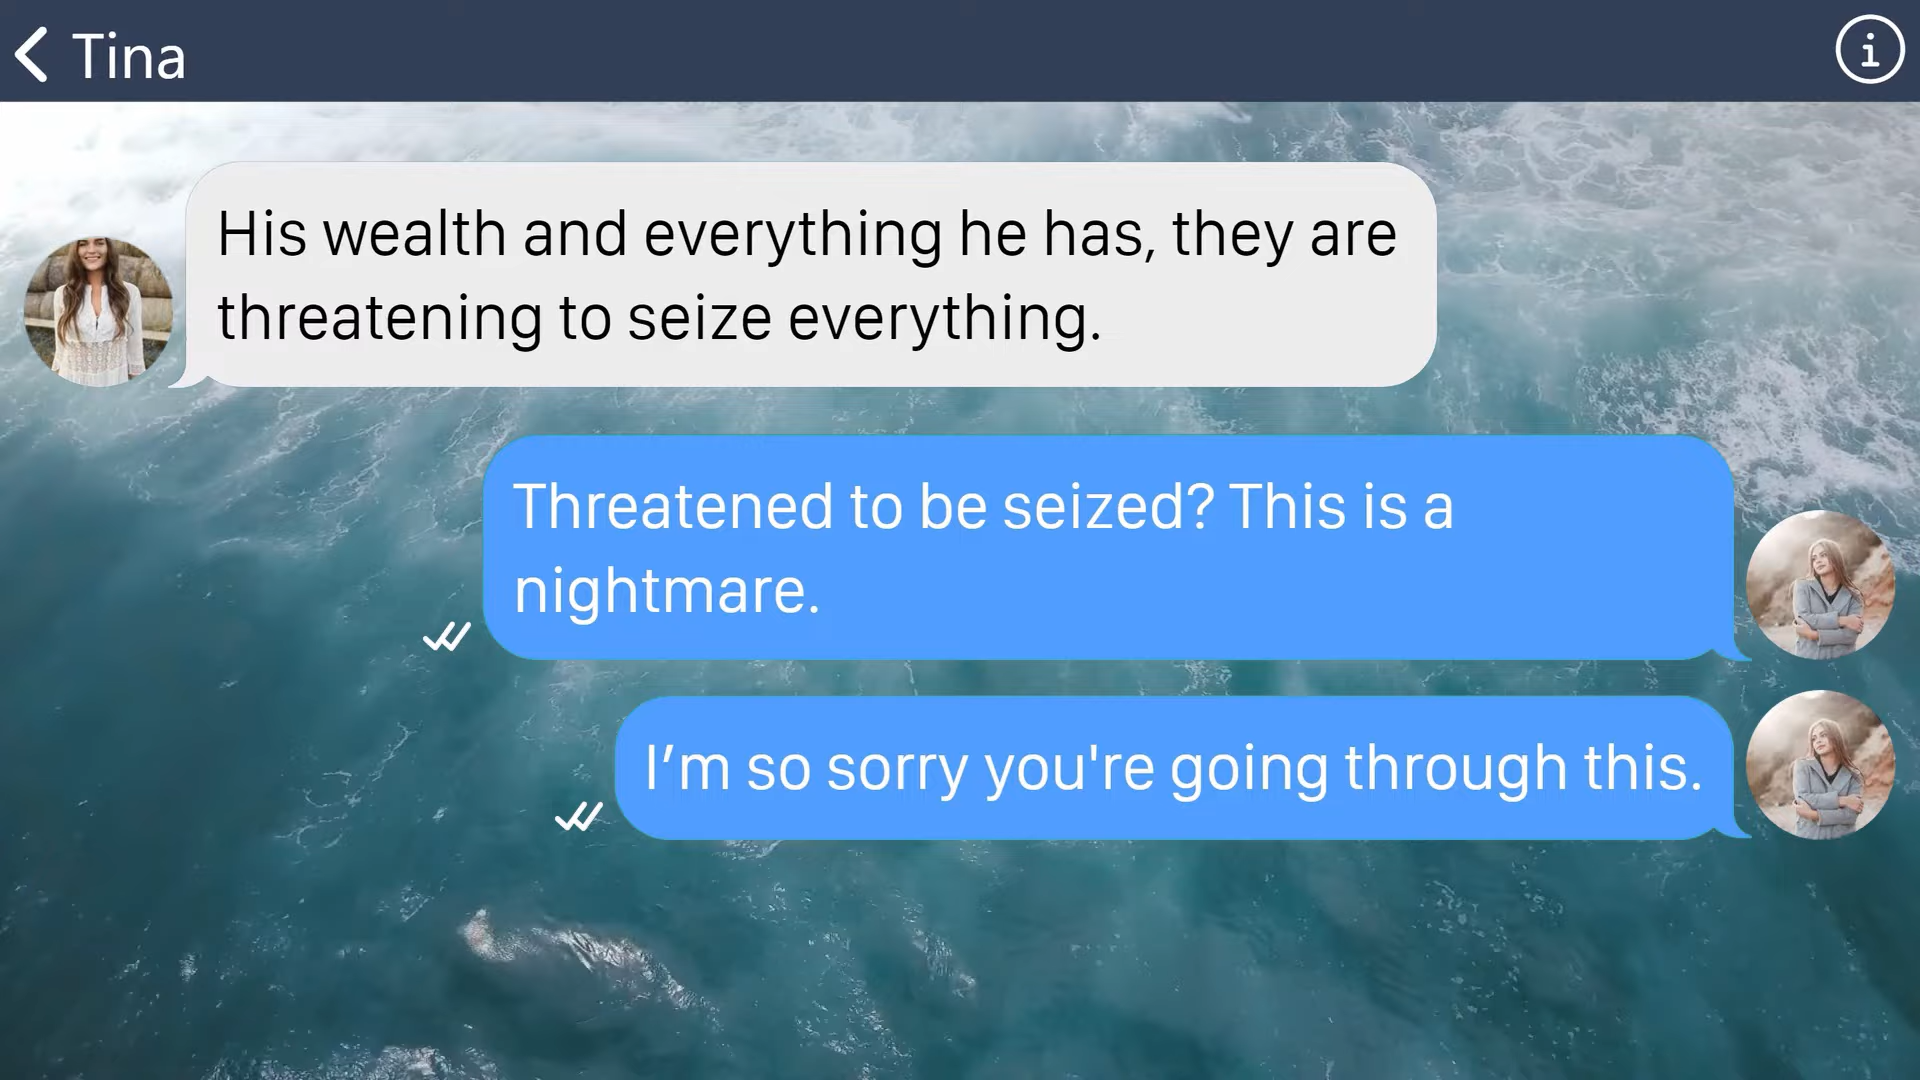 Tina
His wealth and everything he has, they are
threatening to seize everything.
Threatened to be seized? This is a
nightmare.
I’m so sorry you're going through this.